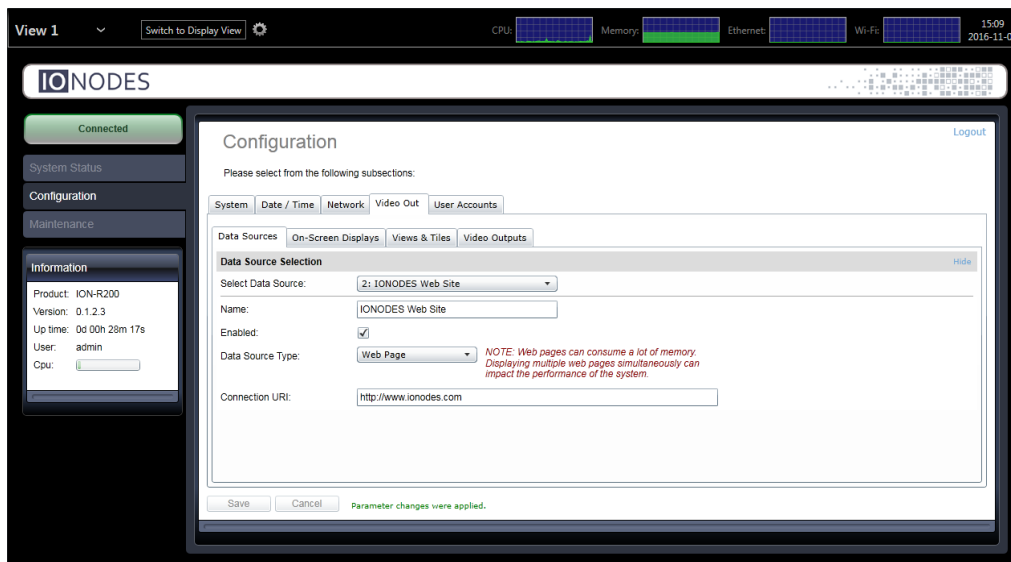 View 1 Switch to Display View CPU: Memory: Ethernet: Wi-Fi: 15:09
2016-11-0
IONODES
Connected
System Status
Configuration
Maintenance
Information
Product: ION-R200
Version: 0.1.2.3
Up time: 0d 00h 28m 17s
User: admin
Cpu:
Logout
Configuration
Please select from the following subsections:
System Date / Time Network Video Out User Accounts
Data Sources On-Screen Displays Views & Tiles Video Outputs
Data Source Selection Hide
Select Data Source: 2: IONODES Web Site
Name: IONODES Web Site
Enabled:
Data Source Type: Web Page
NOTE: Web pages can consume a lot of memory.
Displaying multiple web pages simultaneously can
impact the performance of the system.
Connection URI: http://www.ionodes.com
Save Cancel Parameter changes were applied.